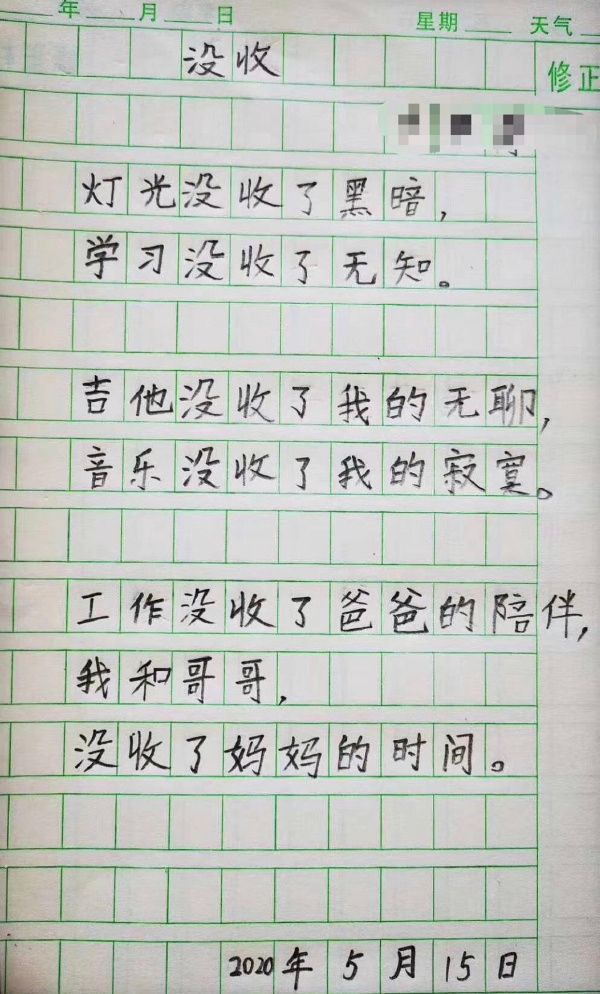 年 月 日 星期 天气
没收
修正
灯光没收了黑暗，
学习没收了无知。
吉他没收了我的无聊，
音乐没收了我的寂寞。
工作没收了爸爸的陪伴，
我和哥哥，
没收了妈妈的时间。
2020年5月15日